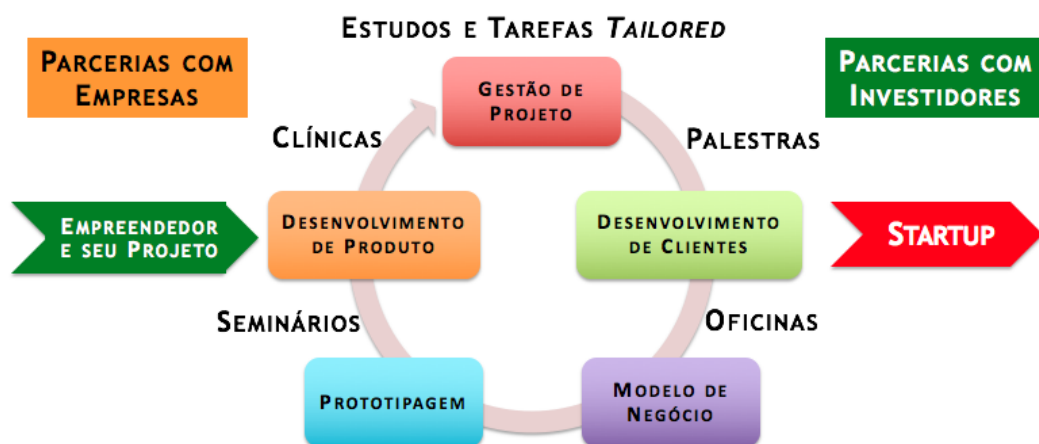 ESTUDOS E TAREFAS TAILORED
PARCERIAS COM
EMPRESAS
GESTÃO DE
PROJETO
PARCERIAS COM
INVESTIDORES
CLÍNICAS
PALESTRAS
EMPREENDEDOR
E SEU PROJETO
DESENVOLVIMENTO
DE PRODUTO
DESENVOLVIMENTO
DE CLIENTES
STARTUP
SEMINÁRIOS
OFICINAS
PROTOTIPAGEM
MODELO DE
NEGÓCIO